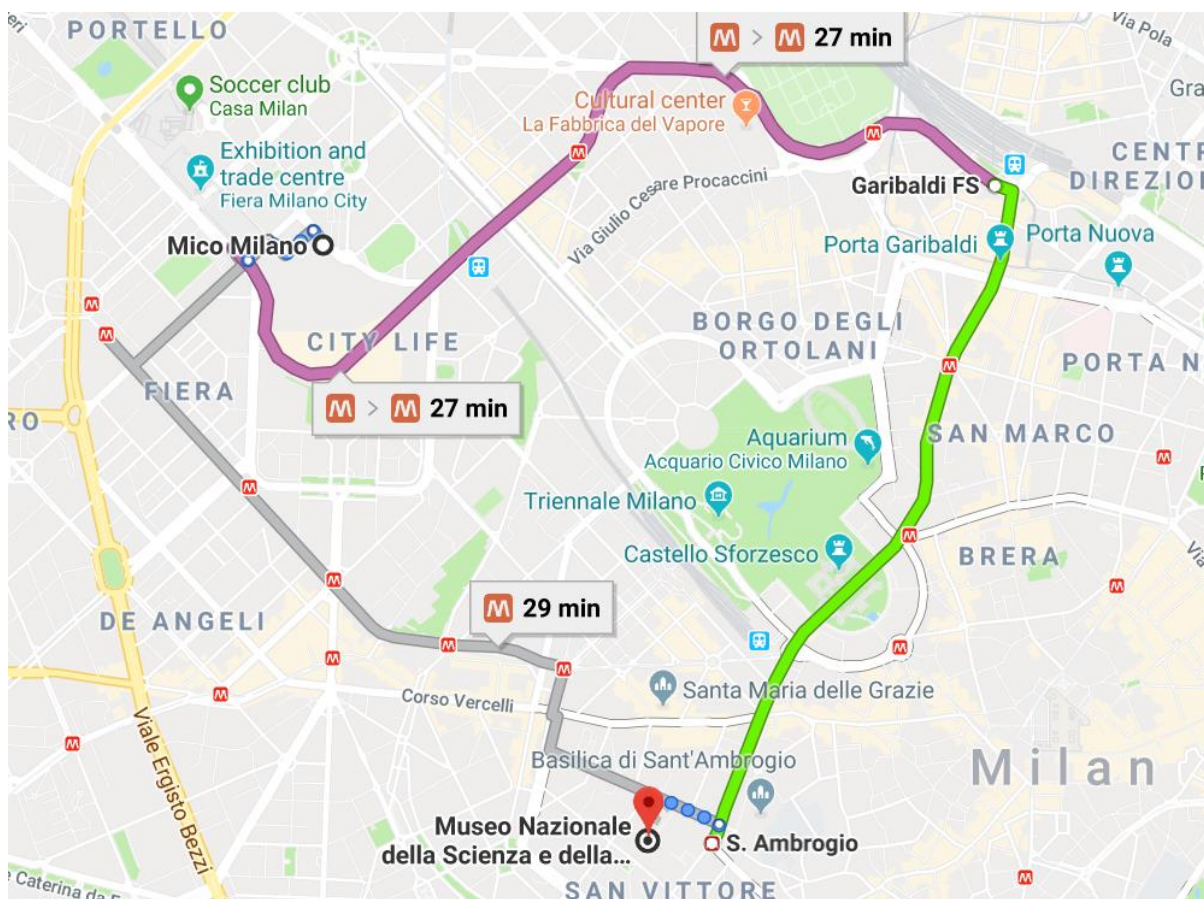 PORTELLO
M > M 27 min
Via Pola
Soccer club
Casa Milan
Cultural center
La Fabbrica del Vapore
Exhibition and
trade centre
Fiera Milano City
CENT
DIREZIO
Via Giulio Cesare Procaccini
Garibaldi FS
Mico Milano
Porta Garibaldi
Porta Nuova
BORGO DEGLI
ORTOLANI
CITY LIFE
PORTA N
FIERA
M > M 27 min
RO
SAN MARCO
Aquarium
Acquario Civico Milano
Triennale Milano
Castello Sforzesco
BRERA
M 29 min
DE ANGELI
Santa Maria delle Grazie
Corso Vercelli
Viale Ergisto Bezzi
Basilica di Sant'Ambrogio
Milan
Museo Nazionale
della Scienza e della...
S. Ambrogio
SAN VITTORE
e Caterina da F